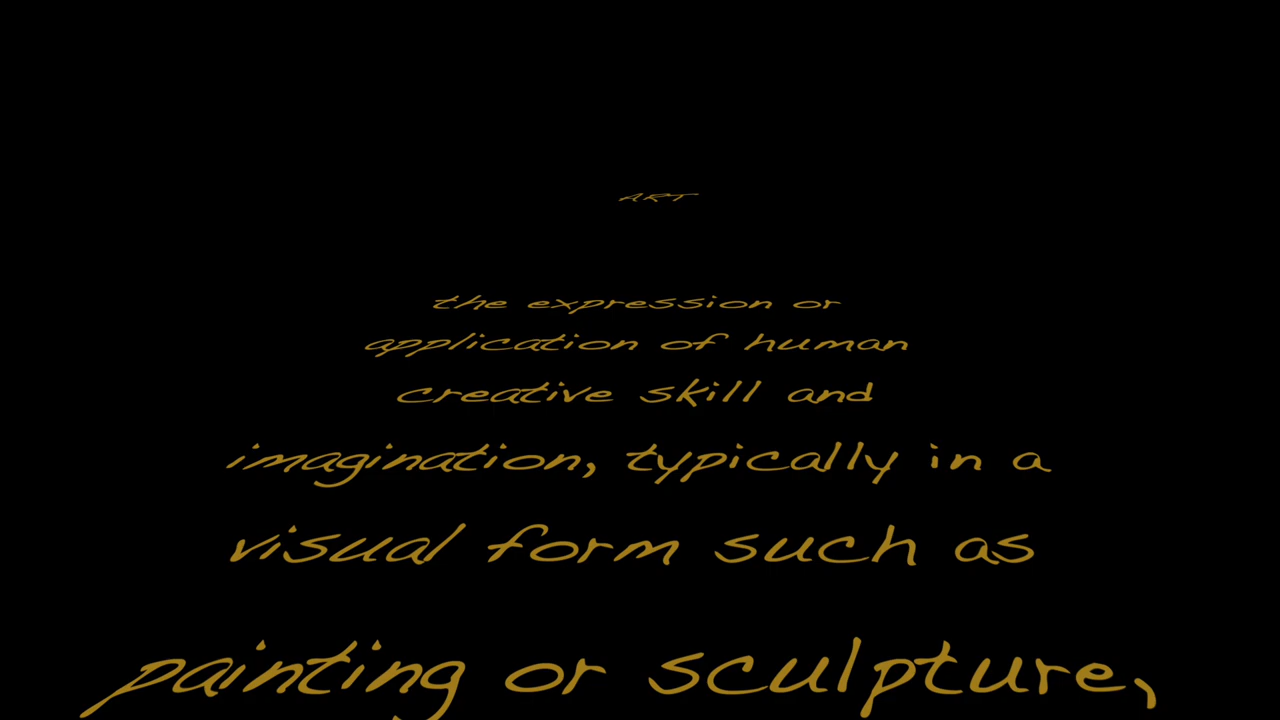 ART
the expression or
application of human
creative skill and
imagination, typically in a
visual form such as
painting or sculpture,